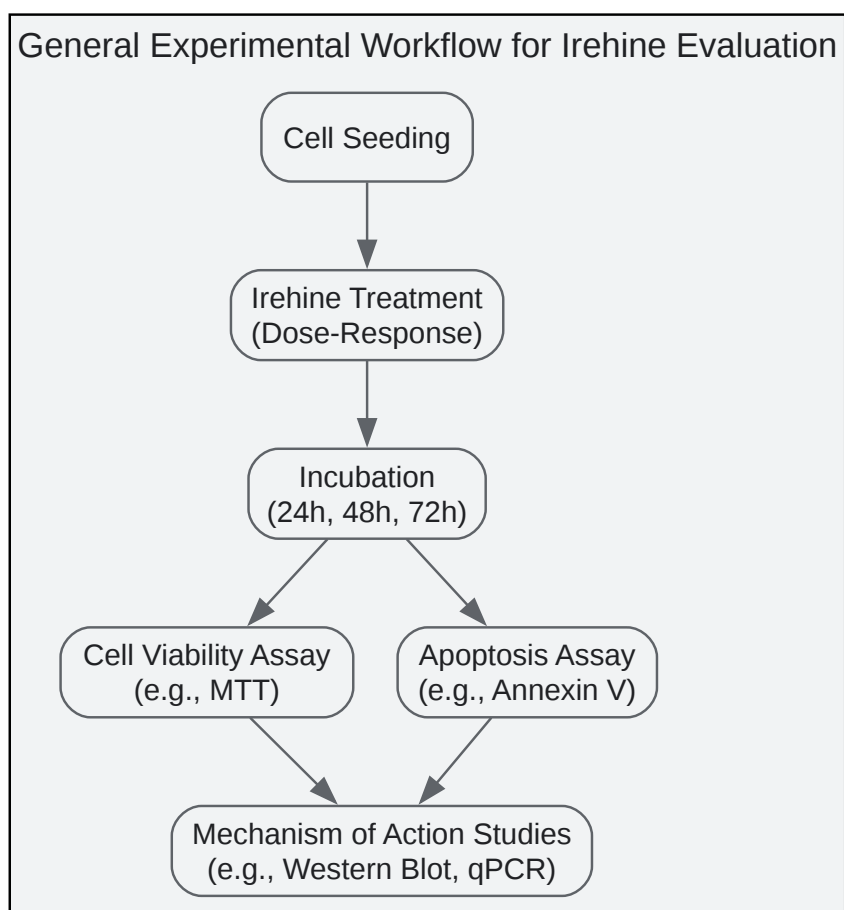 General Experimental Workflow for Irehine Evaluation
Cell Seeding
Irehine Treatment
(Dose-Response)
Incubation
(24h, 48h, 72h)
Cell Viability Assay
(e.g., MTT)
Apoptosis Assay
(e.g., Annexin V)
Mechanism of Action Studies
(e.g., Western Blot, qPCR)